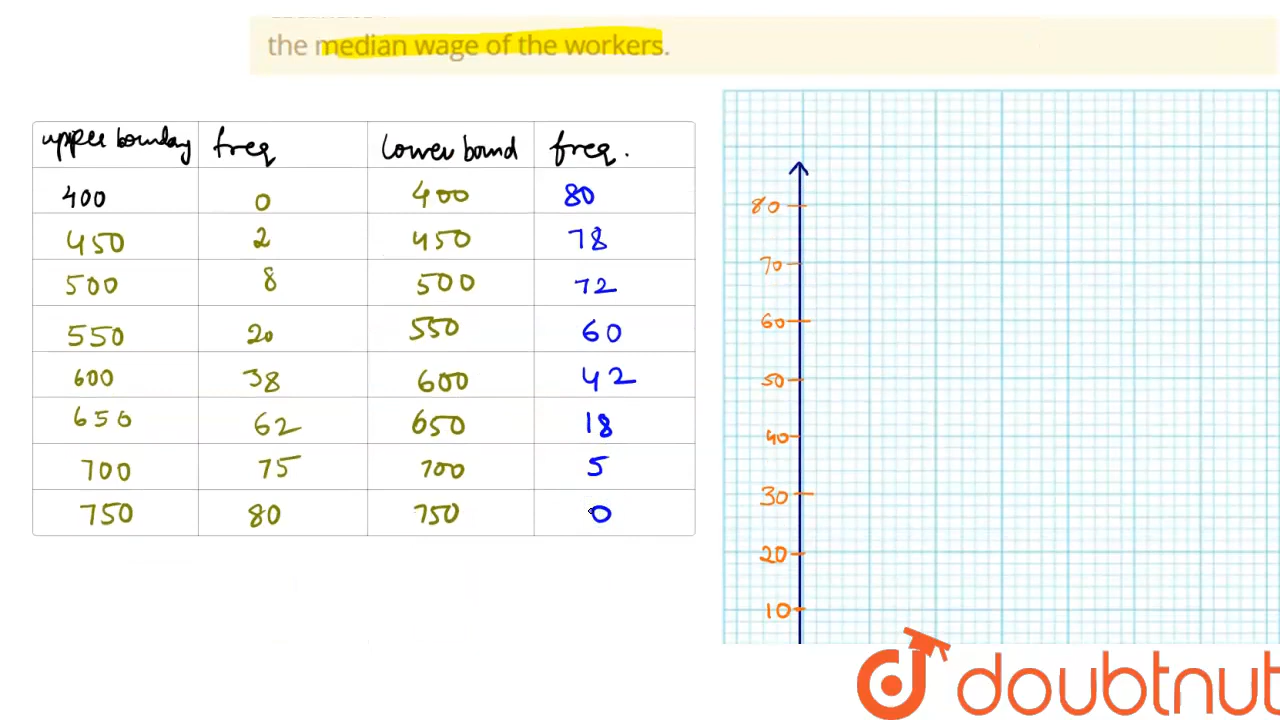 the median wage of the workers.
upper bounday freq lower bound freq.
400 0 400 80
450 2 450 78
500 8 500 72
550 20 550 60
600 38 600 42
650 62 650 18
700 75 700 5
750 80 750 0
80
70
60
50
40
30
20
10
doubtnut